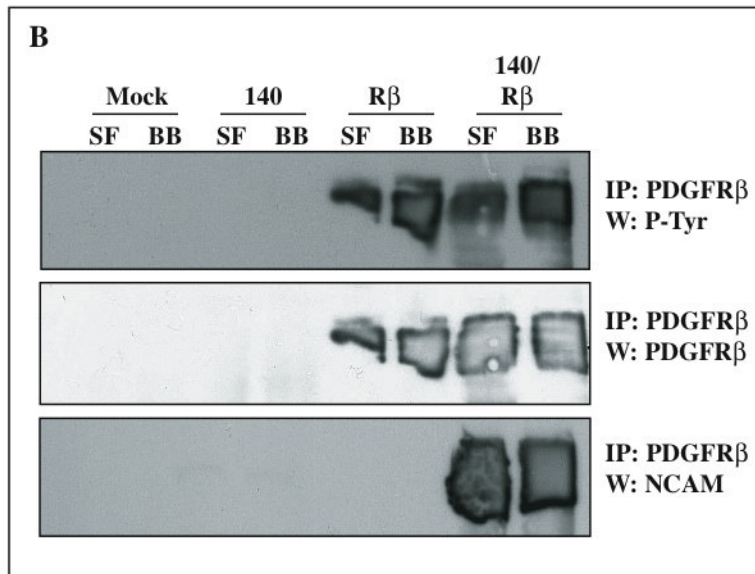 B
Mock 140 Rβ 140/
Rβ
SF BB SF BB SF BB SF BB
IP: PDGFRβ
W: P-Tyr
IP: PDGFRβ
W: PDGFRβ
IP: PDGFRβ
W: NCAM